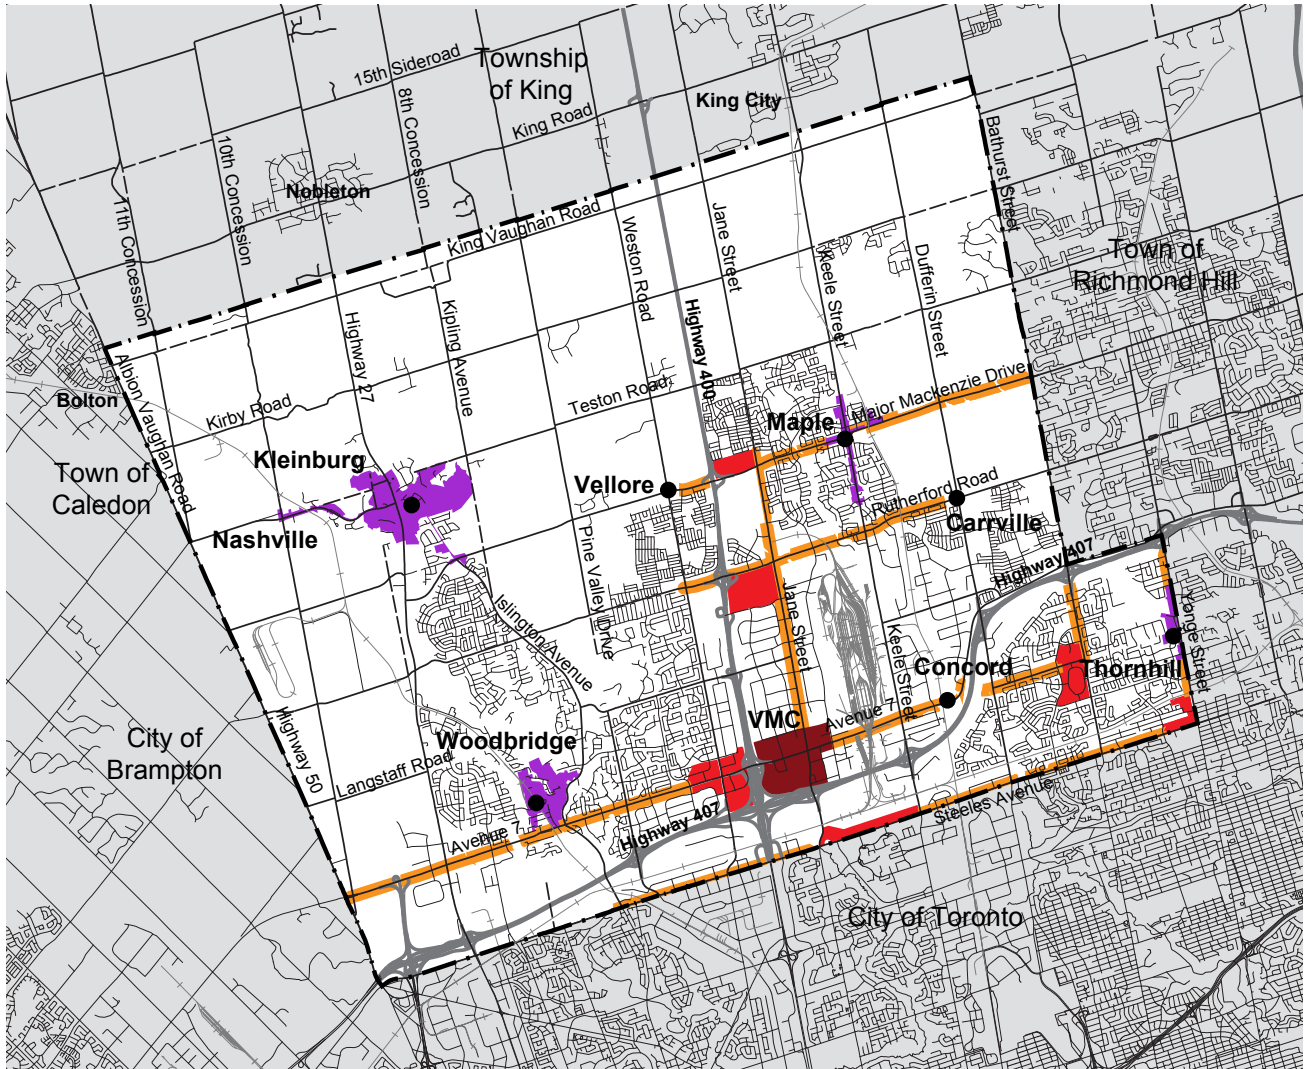 15th Sideroad
Township
of King
8th Concession
King City
King Road
10th Concession
Nobleton
Bathurst Street
11th Concession
King Vaughan Road
Weston Road
Jane Street
Keele Street
Dufferin Street
Town of
Richmond Hill
Highway 27
Kipling Avenue
Highway 400
Albion Vaughan Road
Bolton
Kirby Road
Teston Road
Major Mackenzie Drive
Maple
Kleinburg
Town of
Caledon
Vellore
Rutherford Road
Carrville
Nashville
Pine Valley Drive
Highway 407
Islington Avenue
Jane Street
Keele Street
Yonge Street
Concord
Thornhill
Highway 50
VMC
Avenue 7
Woodbridge
City of
Brampton
Langstaff Road
Avenue 7
Highway 407
Steeles Avenue
City of Toronto